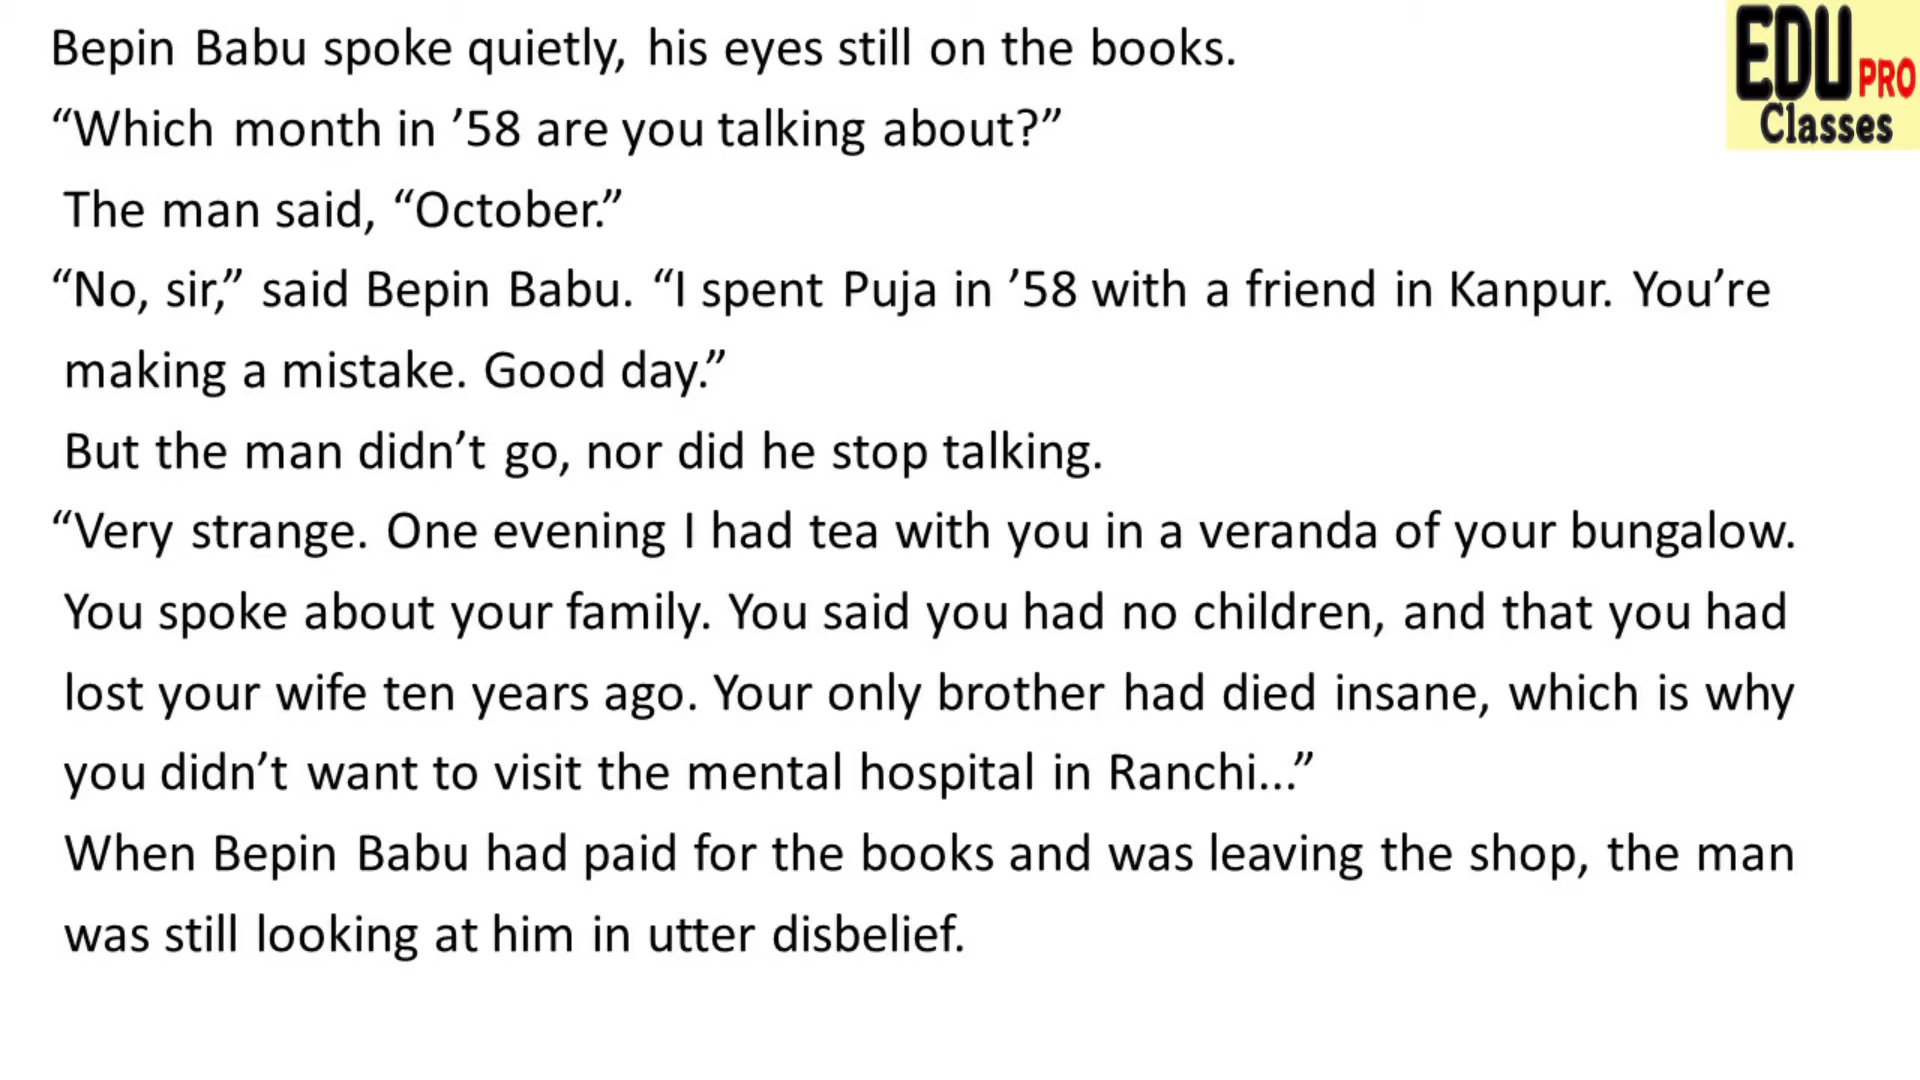 Bepin Babu spoke quietly, his eyes still on the books.
“Which month in ’58 are you talking about?”
The man said, “October.”
“No, sir,” said Bepin Babu. “I spent Puja in ’58 with a friend in Kanpur. You’re
making a mistake. Good day.”
But the man didn’t go, nor did he stop talking.
“Very strange. One evening I had tea with you in a veranda of your bungalow.
You spoke about your family. You said you had no children, and that you had
lost your wife ten years ago. Your only brother had died insane, which is why
you didn’t want to visit the mental hospital in Ranchi...”
When Bepin Babu had paid for the books and was leaving the shop, the man
was still looking at him in utter disbelief.
EDU PRO
Classes